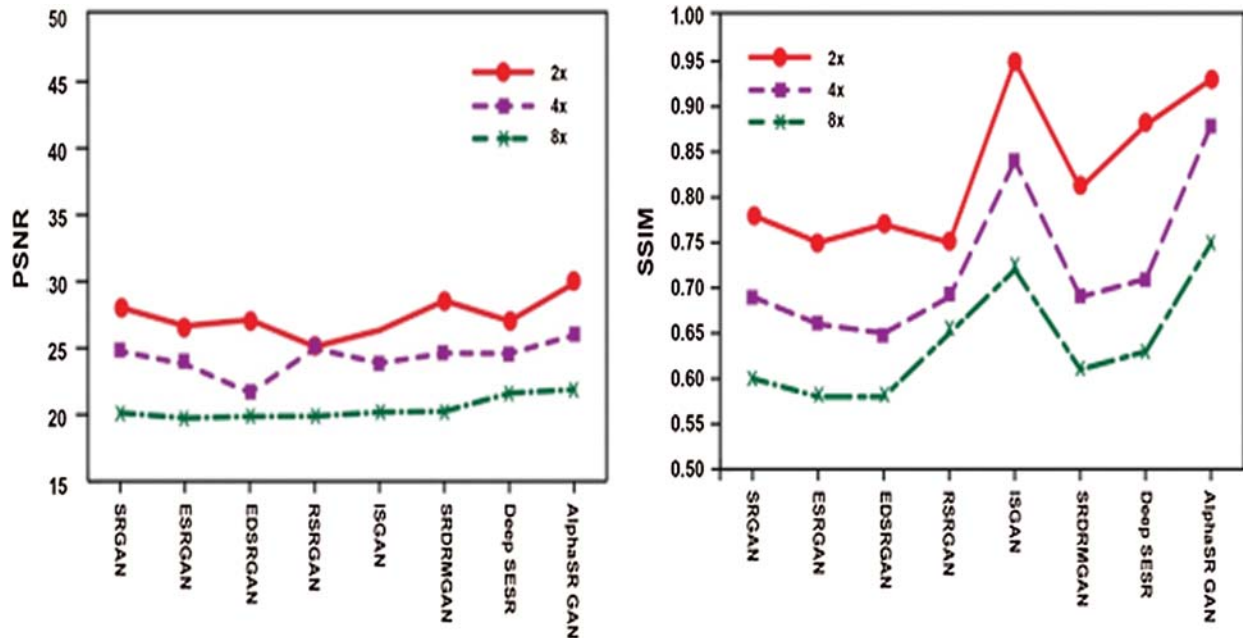 50
45
40
35
30
25
20
15
PSNR
2x
4x
8x
SRGAN
ESRGAN
EDSRGAN
RSRGAN
ISGAN
SRDRMGAN
Deep SESR
AlphaSR GAN
1.00
0.95
0.90
0.85
0.80
0.75
0.70
0.65
0.60
0.55
0.50
SSIM
2x
4x
8x
SRGAN
ESRGAN
EDSRGAN
RSRGAN
ISGAN
SRDRMGAN
Deep SESR
AlphaSR GAN